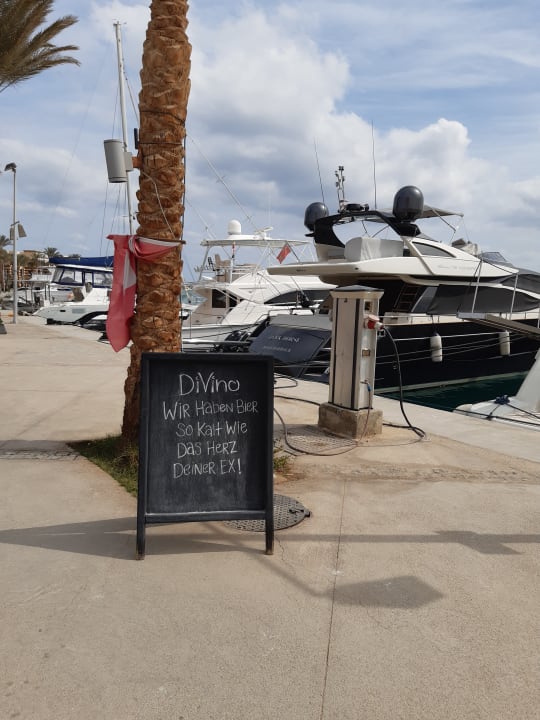 DiVino
Wir Haben Bier
so Kalt Wie
Das Herz
Deiner Ex!